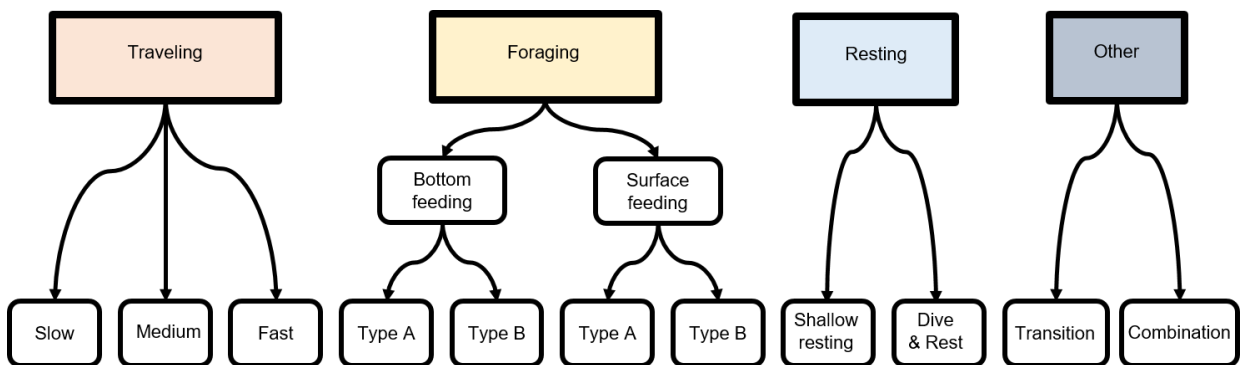 Traveling
Foraging
Resting
Other
Bottom
feeding
Surface
feeding
Slow
Medium
Fast
Type A
Type B
Type A
Type B
Shallow
resting
Dive
& Rest
Transition
Combination